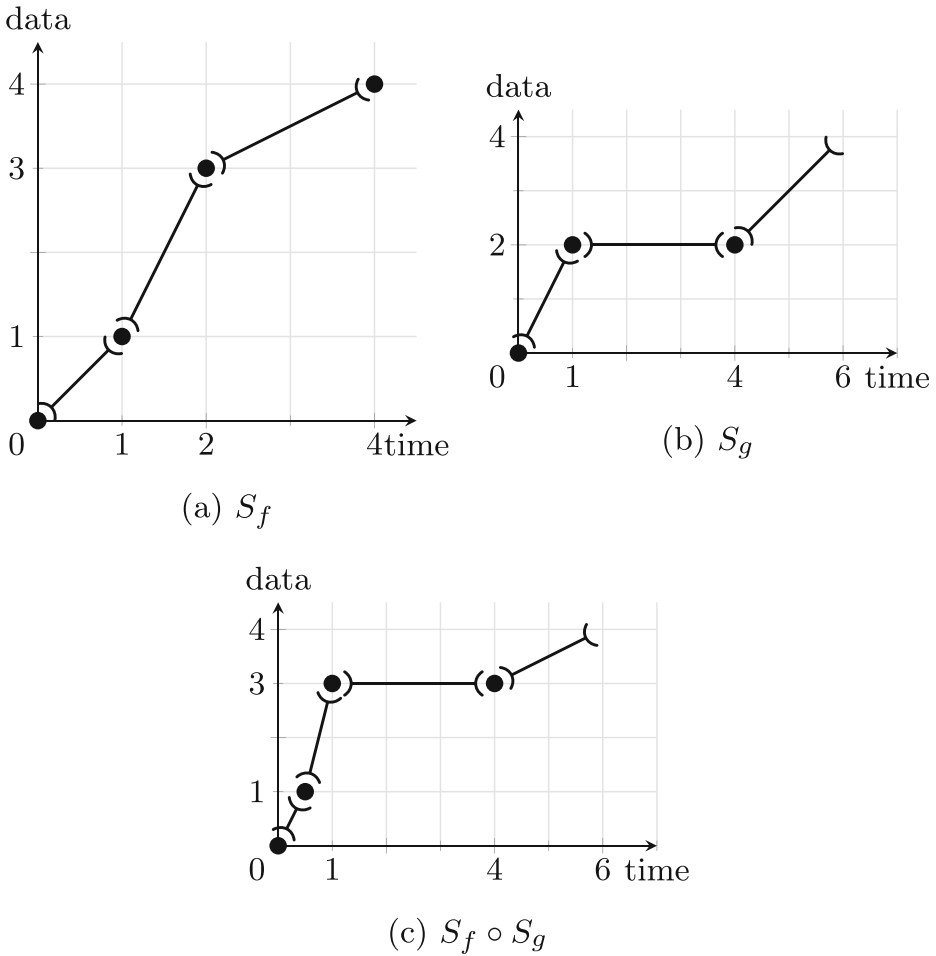 data
4
3
1
0 1 2 4time
(a) S_f
data
4
2
0 1 4 6 time
(b) S_g
data
4
3
1
0 1 4 6 time
(c) S_f ∘ S_g